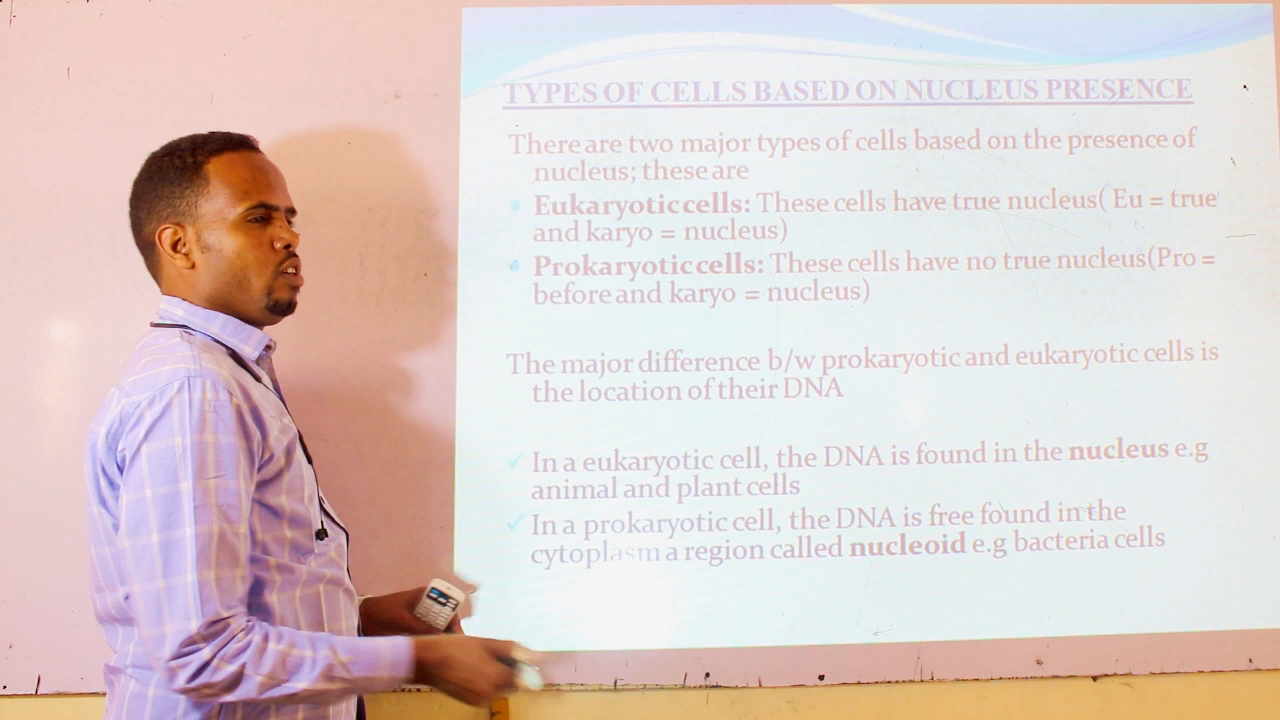 TYPES OF CELLS BASED ON NUCLEUS PRESENCE
There are two major types of cells based on the presence of
nucleus; these are
Eukaryotic cells: These cells have true nucleus( Eu = true
and karyo = nucleus)
Prokaryotic cells: These cells have no true nucleus(Pro =
before and karyo = nucleus)
The major difference b/w prokaryotic and eukaryotic cells is
the location of their DNA
In a eukaryotic cell, the DNA is found in the nucleus e.g
animal and plant cells
In a prokaryotic cell, the DNA is free found in the
cytoplasm a region called nucleoid e.g bacteria cells